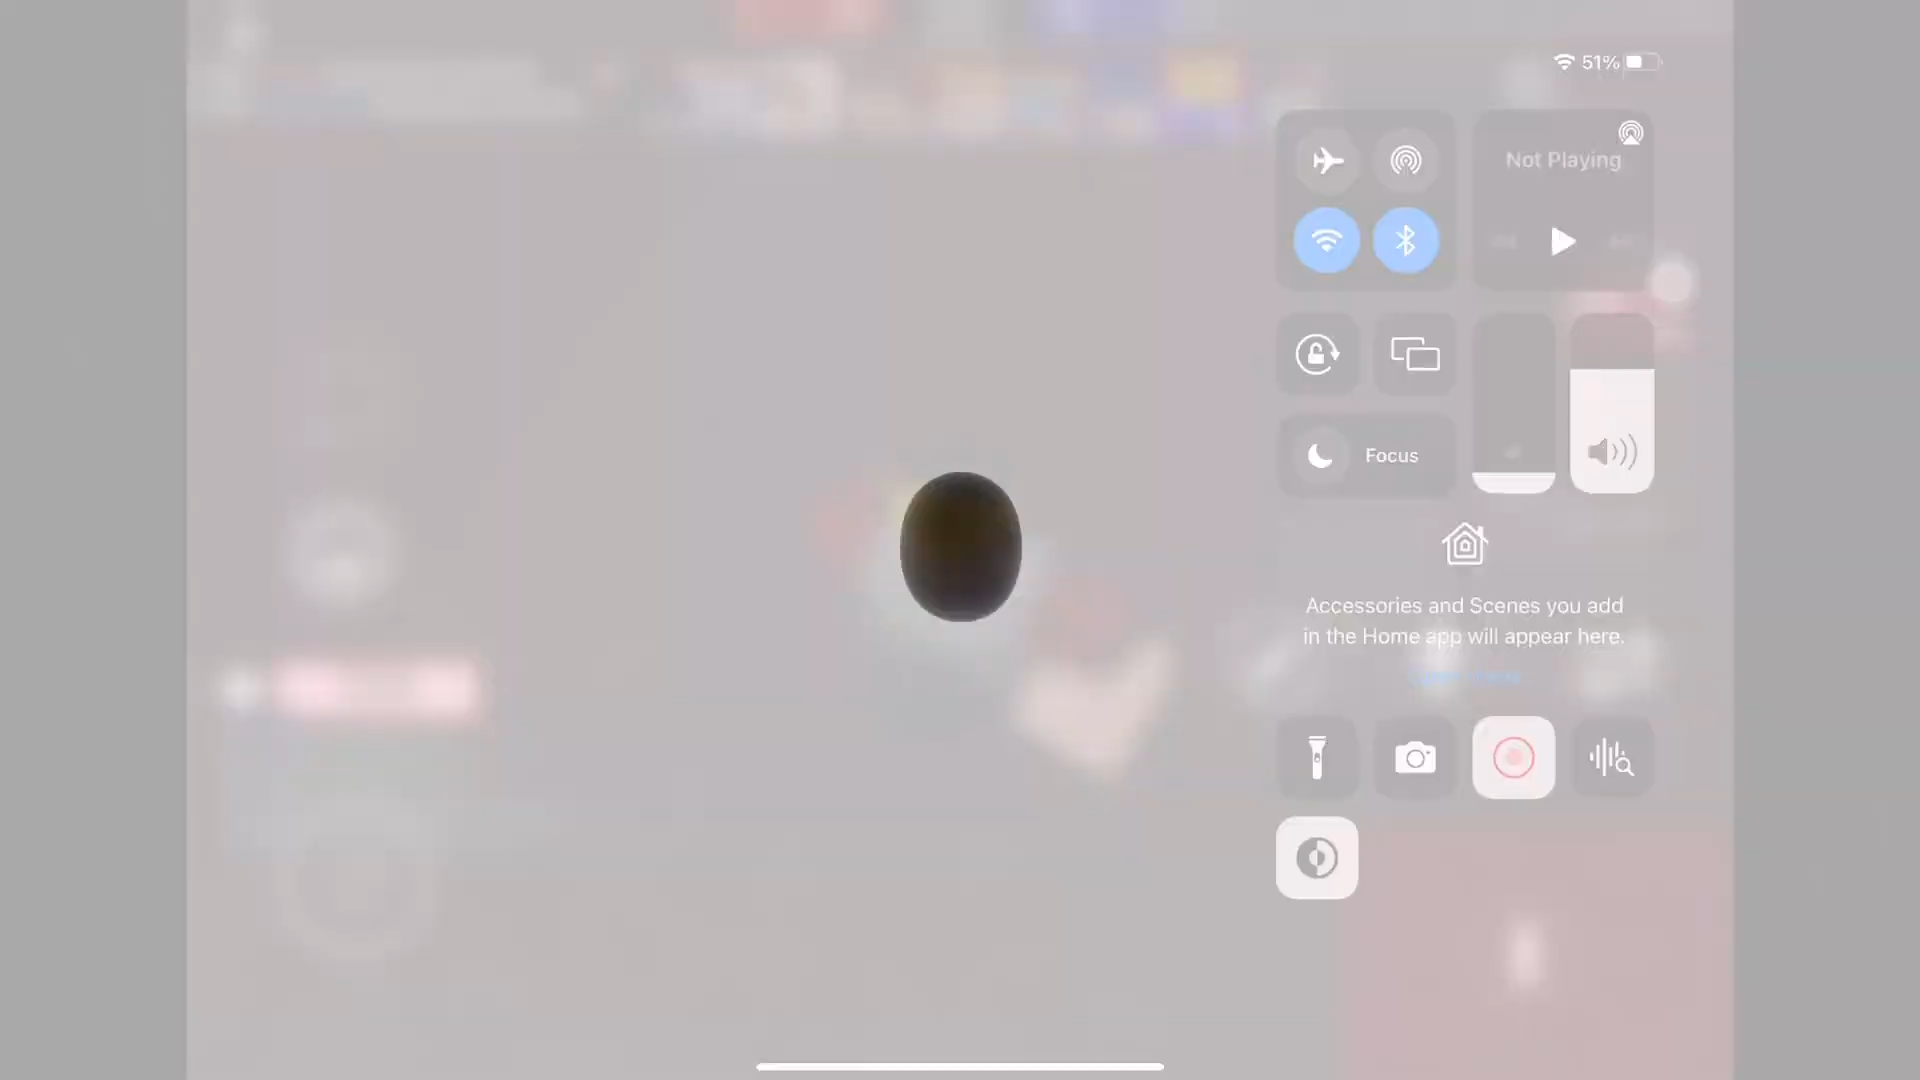 51%
Not Playing
Focus
Accessories and Scenes you add
in the Home app will appear here.